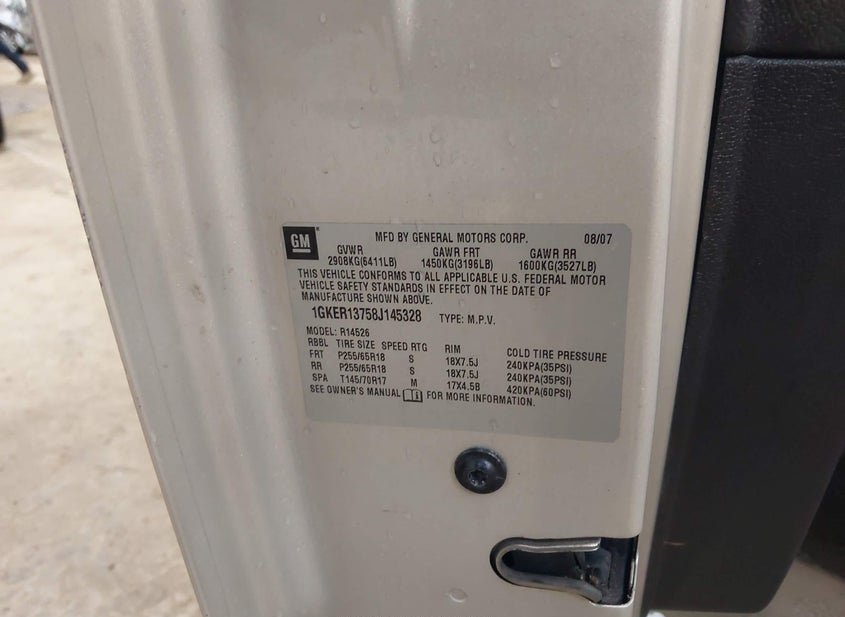 GM MFD BY GENERAL MOTORS CORP. 08/07
GVWR GAWR FRT GAWR RR
2908KG(6411LB) 1450KG(3196LB) 1600KG(3527LB)
THIS VEHICLE CONFORMS TO ALL APPLICABLE U.S. FEDERAL MOTOR
VEHICLE SAFETY STANDARDS IN EFFECT ON THE DATE OF
MANUFACTURE SHOWN ABOVE.
1GKER13758J145328 TYPE: M.P.V.
MODEL: R14526
RBBL TIRE SIZE SPEED RTG RIM COLD TIRE PRESSURE
FRT P255/65R18 S 18X7.5J 240KPA(35PSI)
RR P255/65R18 S 18X7.5J 240KPA(35PSI)
SPA T145/70R17 M 17X4.5B 420KPA(60PSI)
SEE OWNER'S MANUAL FOR MORE INFORMATION.